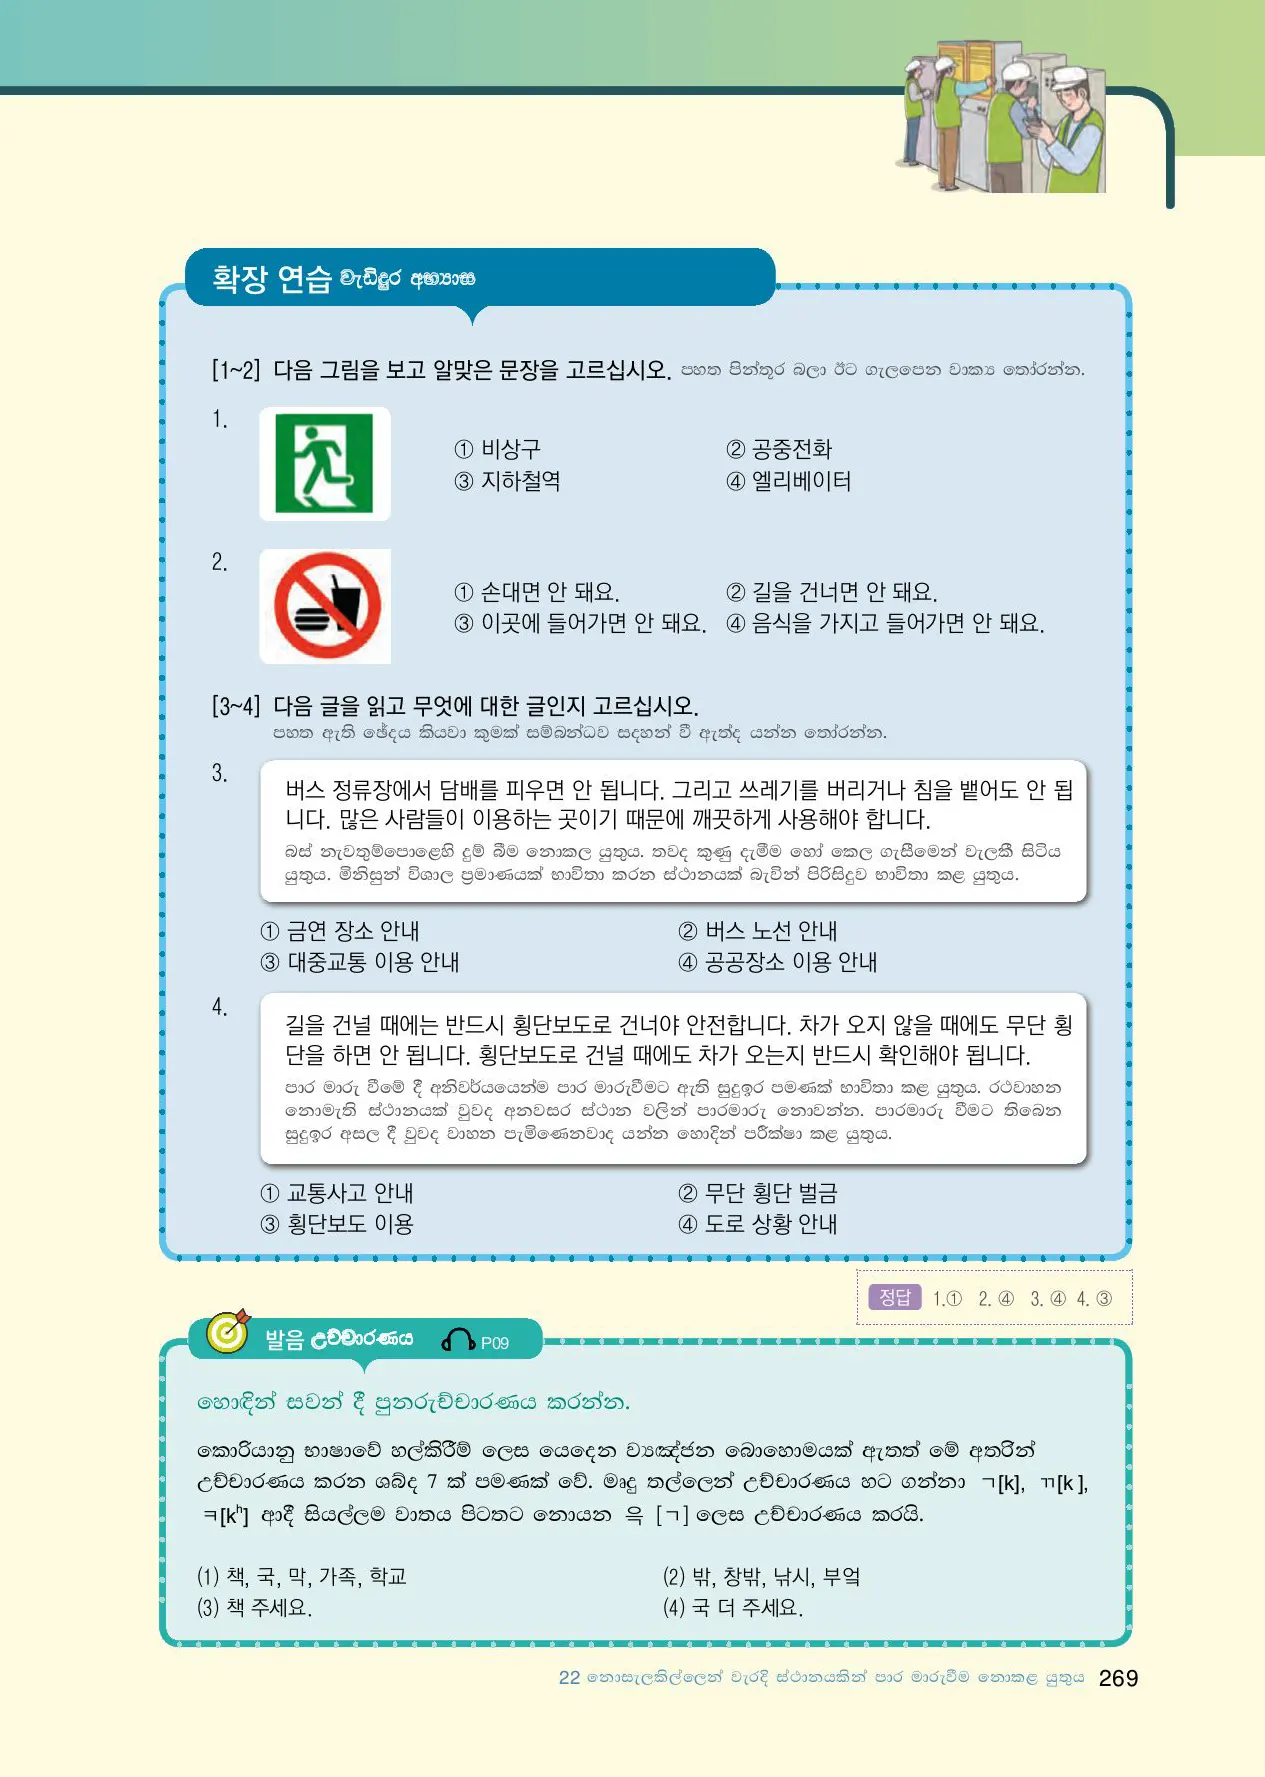 확장 연습 වැඩිදුර අභ්‍යාස
[1~2] 다음 그림을 보고 알맞은 문장을 고르십시오. පහත පින්තූර බලා ඊට ගැලපෙන වාක්‍ය තෝරන්න.
1.
① 비상구 ② 공중전화
③ 지하철역 ④ 엘리베이터
2.
① 손대면 안 돼요. ② 길을 건너면 안 돼요.
③ 이곳에 들어가면 안 돼요. ④ 음식을 가지고 들어가면 안 돼요.
[3~4] 다음 글을 읽고 무엇에 대한 글인지 고르십시오.
පහත ඇති ඡේදය කියවා කුමක් සම්බන්ධව සදහන් වී ඇත්ද යන්න තෝරන්න.
3.
버스 정류장에서 담배를 피우면 안 됩니다. 그리고 쓰레기를 버리거나 침을 뱉어도 안 됩
니다. 많은 사람들이 이용하는 곳이기 때문에 깨끗하게 사용해야 합니다.
බස් නැවතුම්පොළෙහි දුම් බීම නොකල යුතුය. තවද කුණු දැමීම හෝ කෙල ගැසීමෙන් වැලකී සිටිය
යුතුය. මිනිසුන් විශාල ප්‍රමාණයක් භාවිතා කරන ස්ථානයක් බැවින් පිරිසිදුව භාවිතා කළ යුතුය.
① 금연 장소 안내 ② 버스 노선 안내
③ 대중교통 이용 안내 ④ 공공장소 이용 안내
4.
길을 건널 때에는 반드시 횡단보도로 건너야 안전합니다. 차가 오지 않을 때에도 무단 횡
단을 하면 안 됩니다. 횡단보도로 건널 때에도 차가 오는지 반드시 확인해야 됩니다.
පාර මාරු වීමේ දී අනිවර්යයෙන්ම පාර මාරුවීමට ඇති සුදුඉර පමණක් භාවිතා කළ යුතුය. රථවාහන
නොමැති ස්ථානයක් වුවද අනවසර ස්ථාන වලින් පාරමාරු නොවන්න. පාරමාරු වීමට තිබෙන
සුදුඉර අසල දී වුවද වාහන පැමිණෙනවාද යන්න හොදින් පරීක්ෂා කළ යුතුය.
① 교통사고 안내 ② 무단 횡단 벌금
③ 횡단보도 이용 ④ 도로 상황 안내
정답 1.① 2. ④ 3. ④ 4. ③
발음 උච්චාරණය P09
හොඳින් සවන් දී පුනරුච්චාරණය කරන්න.
කොරියානු භාෂාවේ හල්කිරීම් ලෙස යෙදෙන ව්‍යඤ්ජන බොහොමයක් ඇතත් මේ අතරින්
උච්චාරණය කරන ශබ්ද 7 ක් පමණක් වේ. මෘදු තල්ලෙන් උච්චාරණය හට ගන්නා ㄱ[k], ㄲ[k ],
ㅋ[kʰ] ආදී සියල්ලම වාතය පිටතට නොයන 윽 [ㄱ] ලෙස උච්චාරණය කරයි.
(1) 책, 국, 막, 가족, 학교 (2) 밖, 창밖, 낚시, 부엌
(3) 책 주세요. (4) 국 더 주세요.
22 නොසැලකිල්ලෙන් වැරදි ස්ථානයකින් පාර මාරුවීම නොකළ යුතුය 269